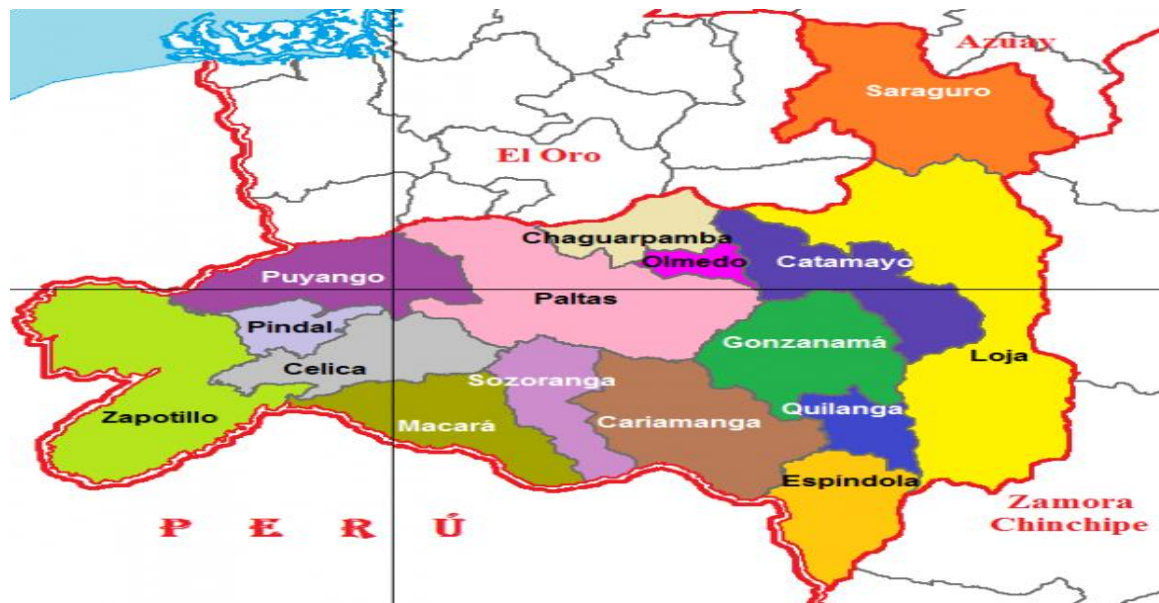 Azuay
Saraguro
El Oro
Chaguarpamba
Olmedo
Catamayo
Puyango
Paltas
Pindal
Gonzanamá
Loja
Celica
Sozoranga
Zapotillo
Macará
Cariamanga
Quilanga
Espíndola
Zamora
Chinchipe
PERÚ